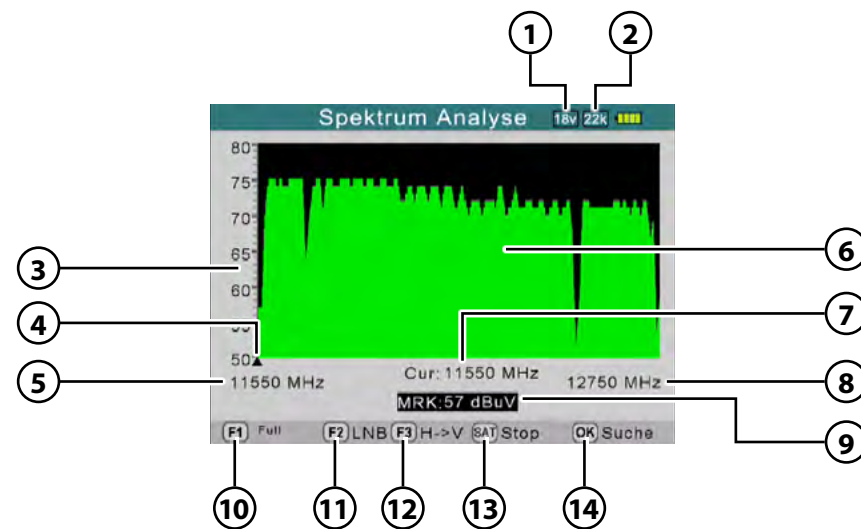 1 2
Spektrum Analyse 18v 22k
80
75
70
65
3 6
60
4 7
55
50
5 11550 MHz Cur: 11550 MHz 12750 MHz 8
MRK:57 dBuV
F1 Full F2 LNB F3 H->V SAT Stop OK Suche
9
10 11 12 13 14